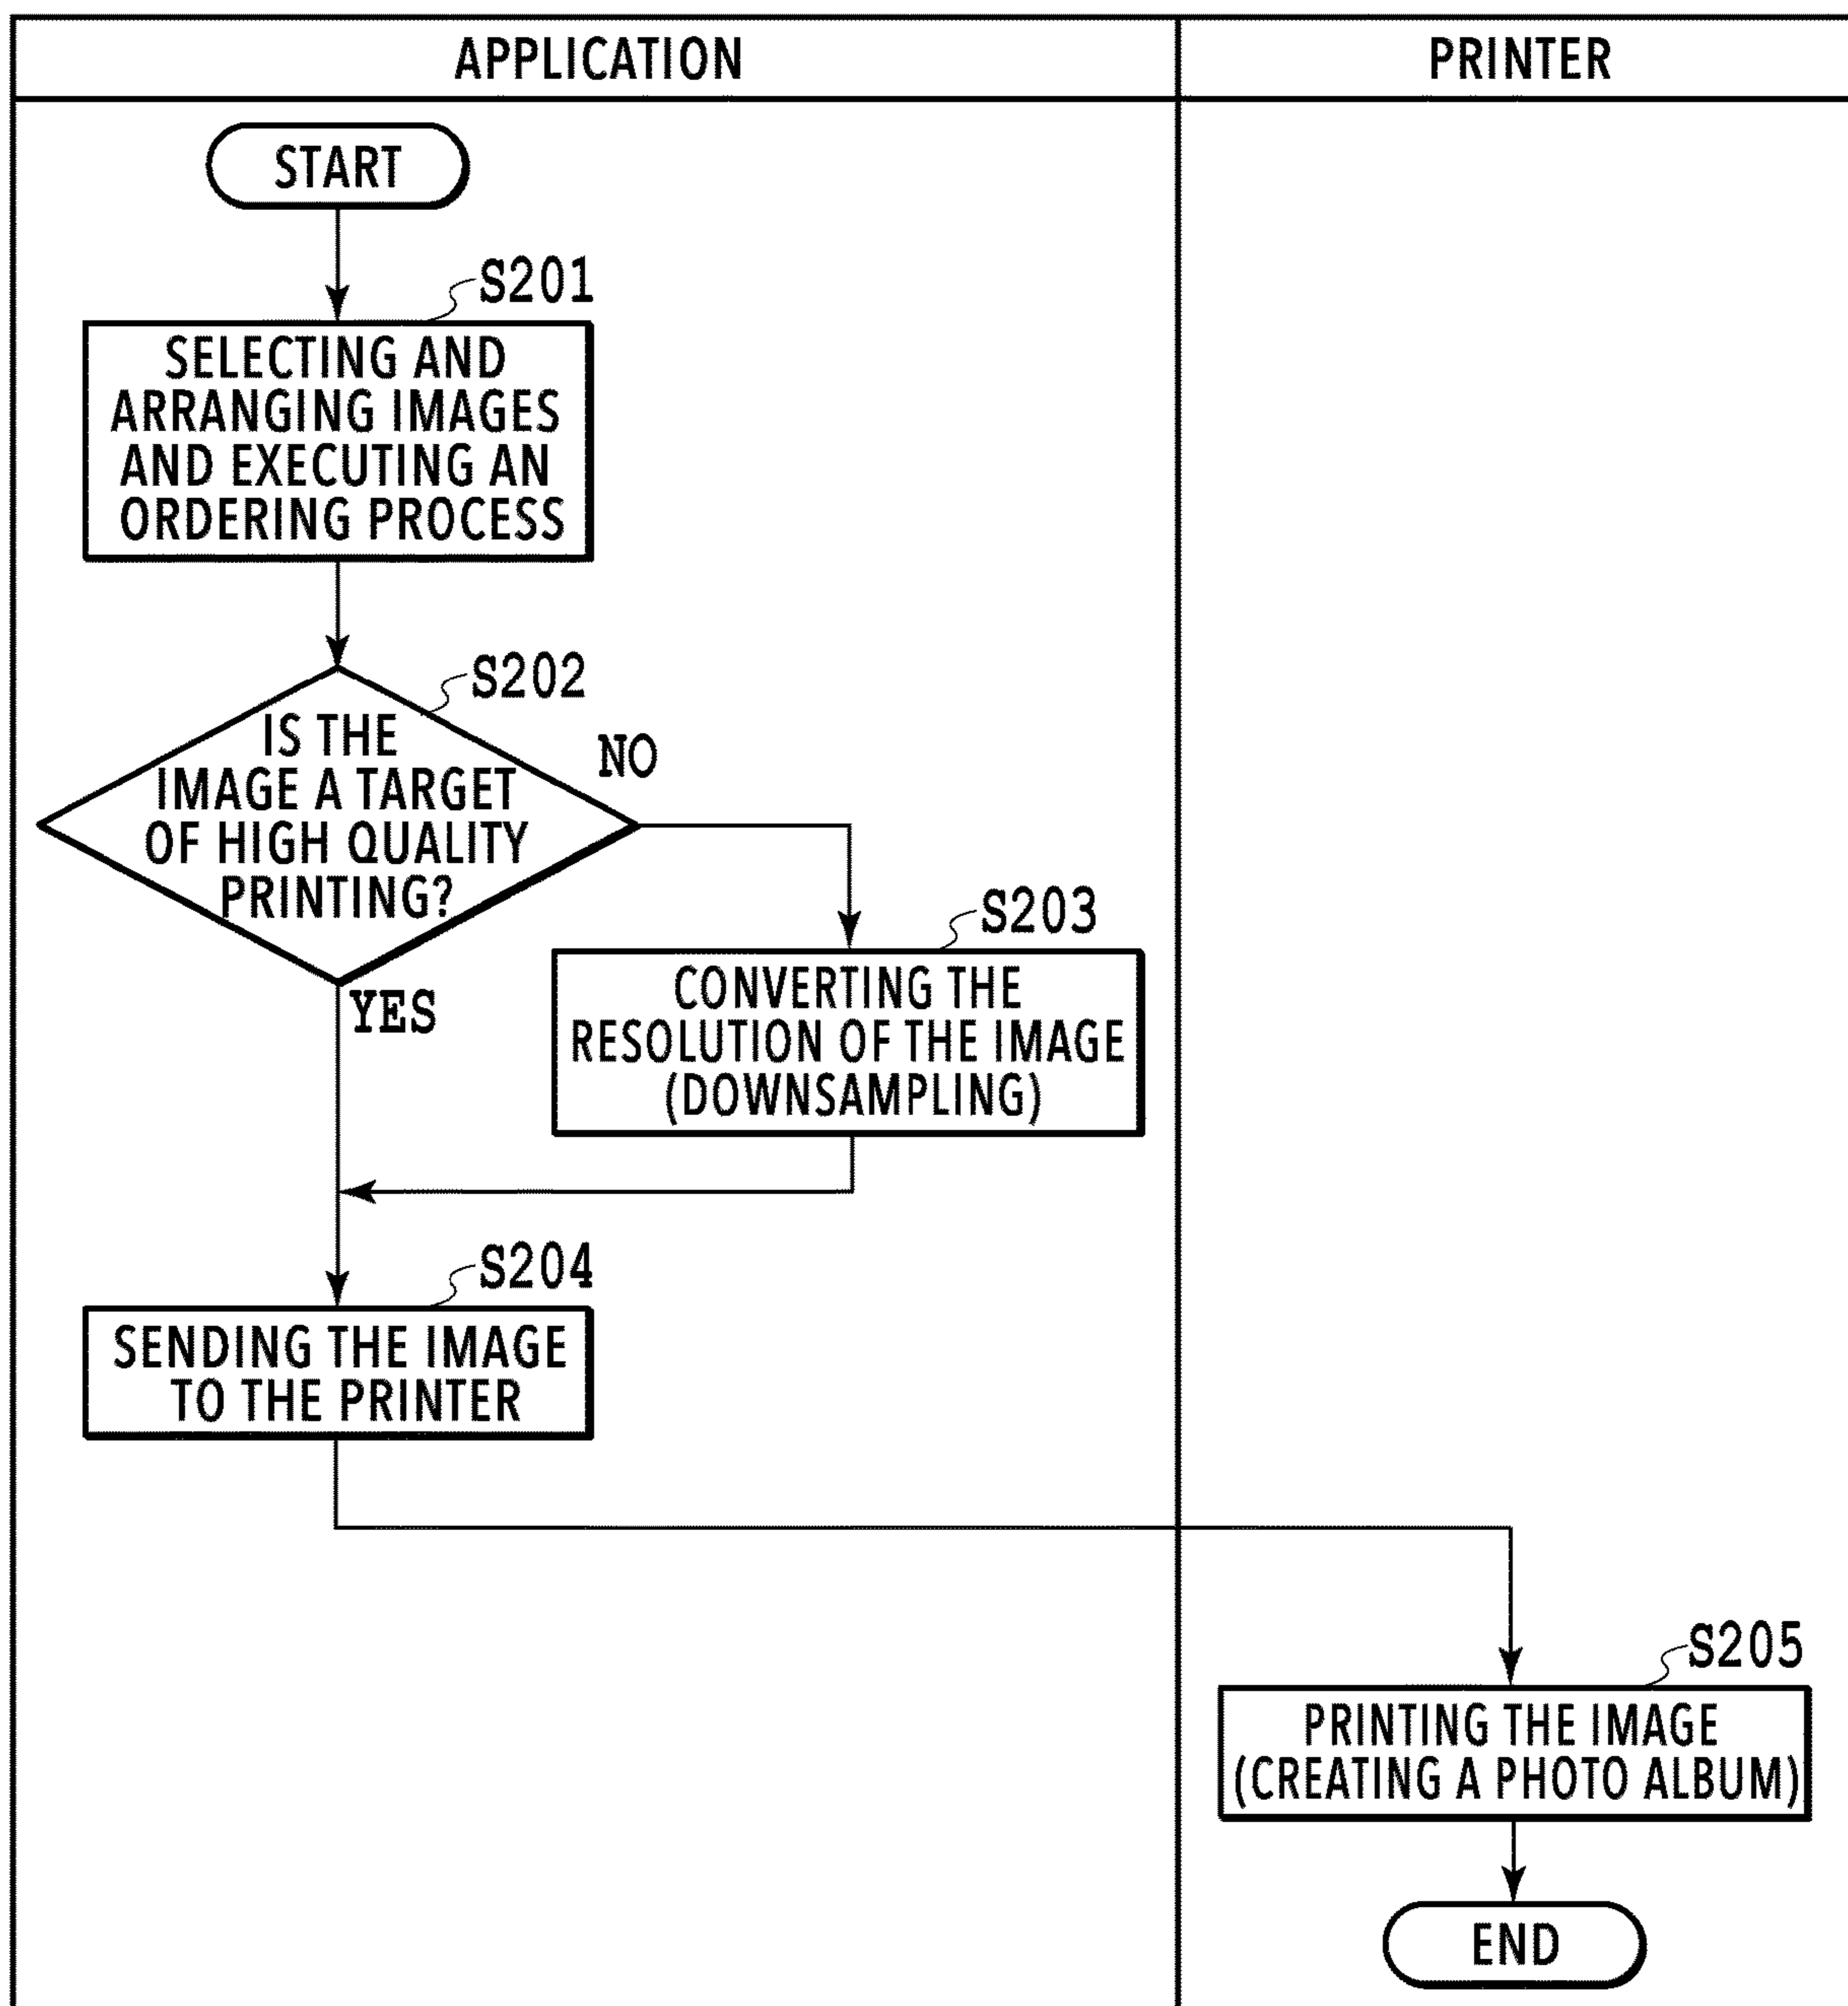 APPLICATION
PRINTER
START
S201
SELECTING AND
ARRANGING IMAGES
AND EXECUTING AN
ORDERING PROCESS
S202
IS THE
IMAGE A TARGET
OF HIGH QUALITY
PRINTING?
NO
YES
S203
CONVERTING THE
RESOLUTION OF THE IMAGE
(DOWNSAMPLING)
S204
SENDING THE IMAGE
TO THE PRINTER
S205
PRINTING THE IMAGE
(CREATING A PHOTO ALBUM)
END